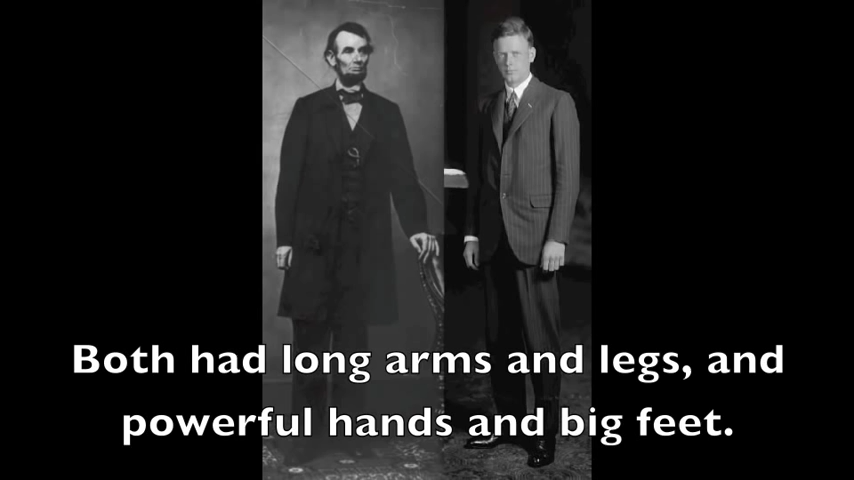 Both had long arms and legs, and
powerful hands and big feet.